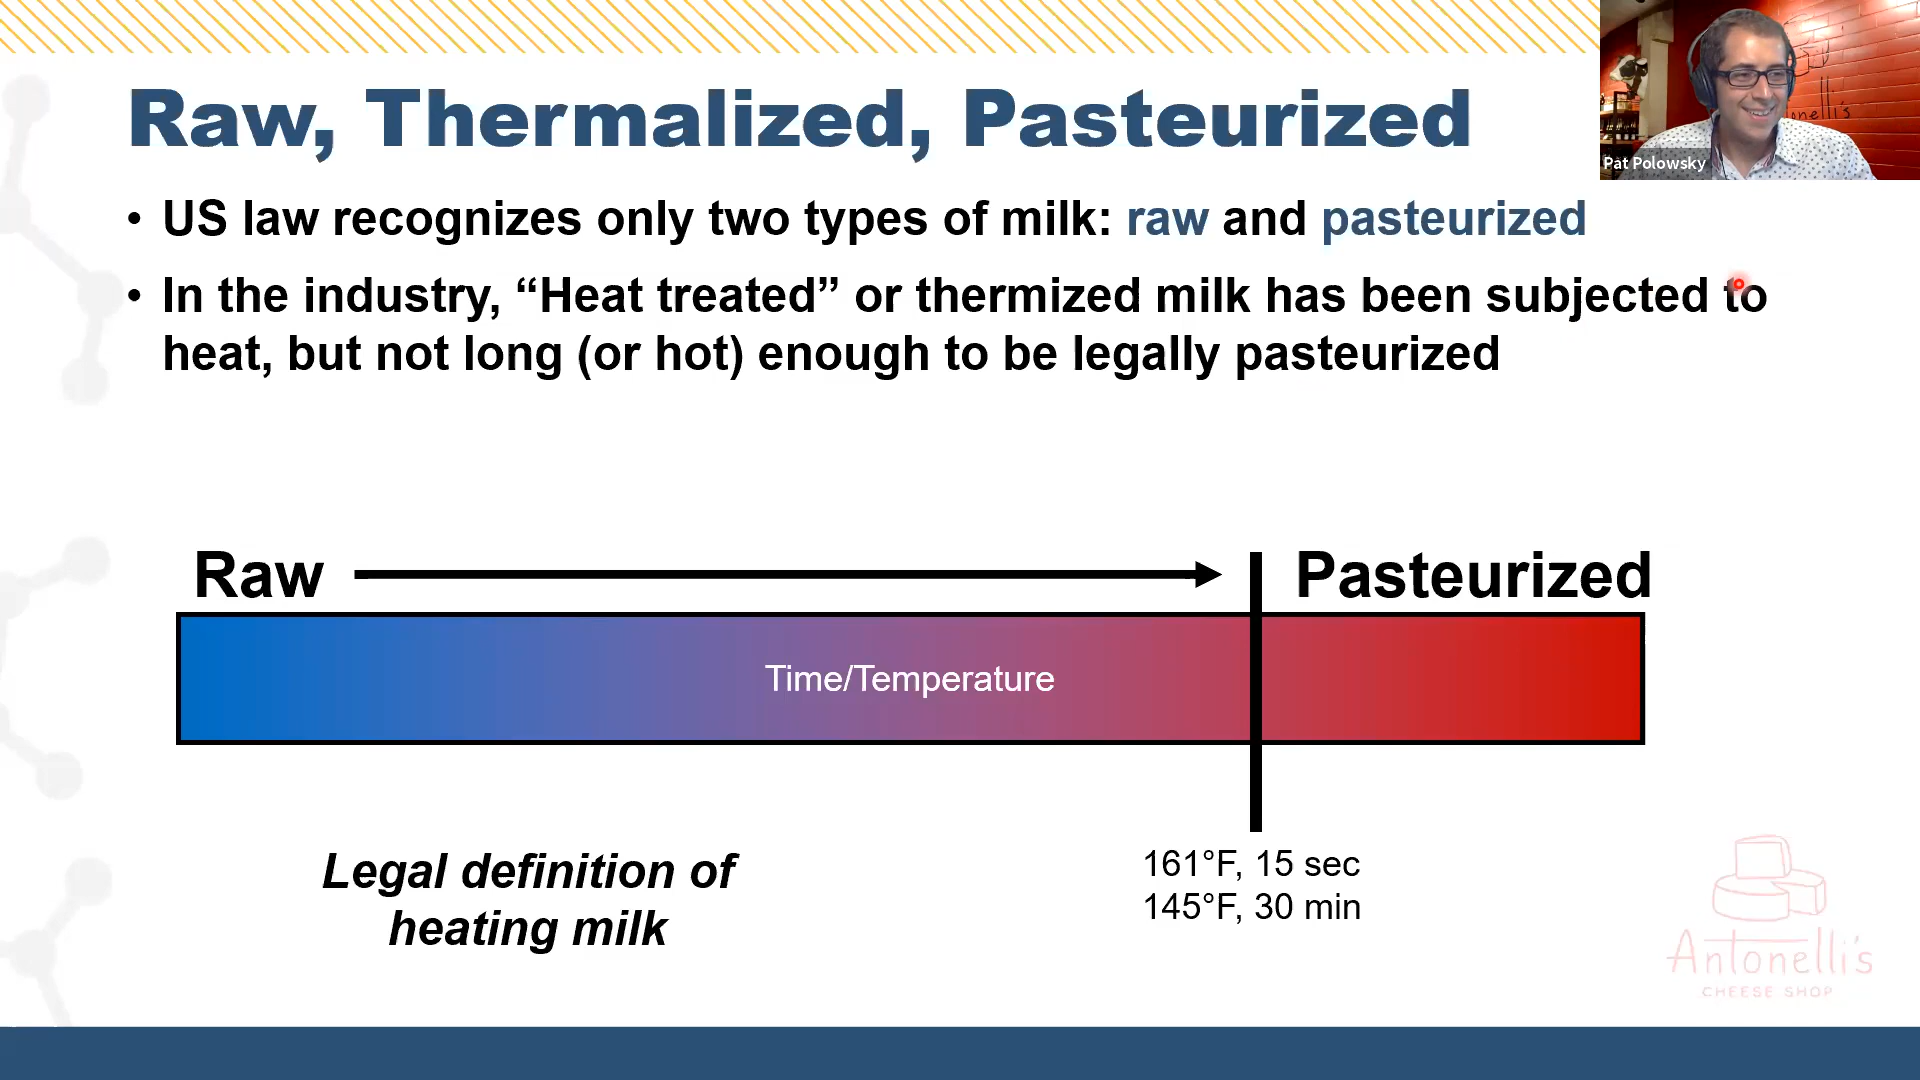 Raw, Thermalized, Pasteurized
Pat Polowsky
• US law recognizes only two types of milk: raw and pasteurized
• In the industry, “Heat treated” or thermized milk has been subjected to
heat, but not long (or hot) enough to be legally pasteurized
Raw
Pasteurized
Time/Temperature
Legal definition of
heating milk
161°F, 15 sec
145°F, 30 min
Antonelli's
CHEESE SHOP